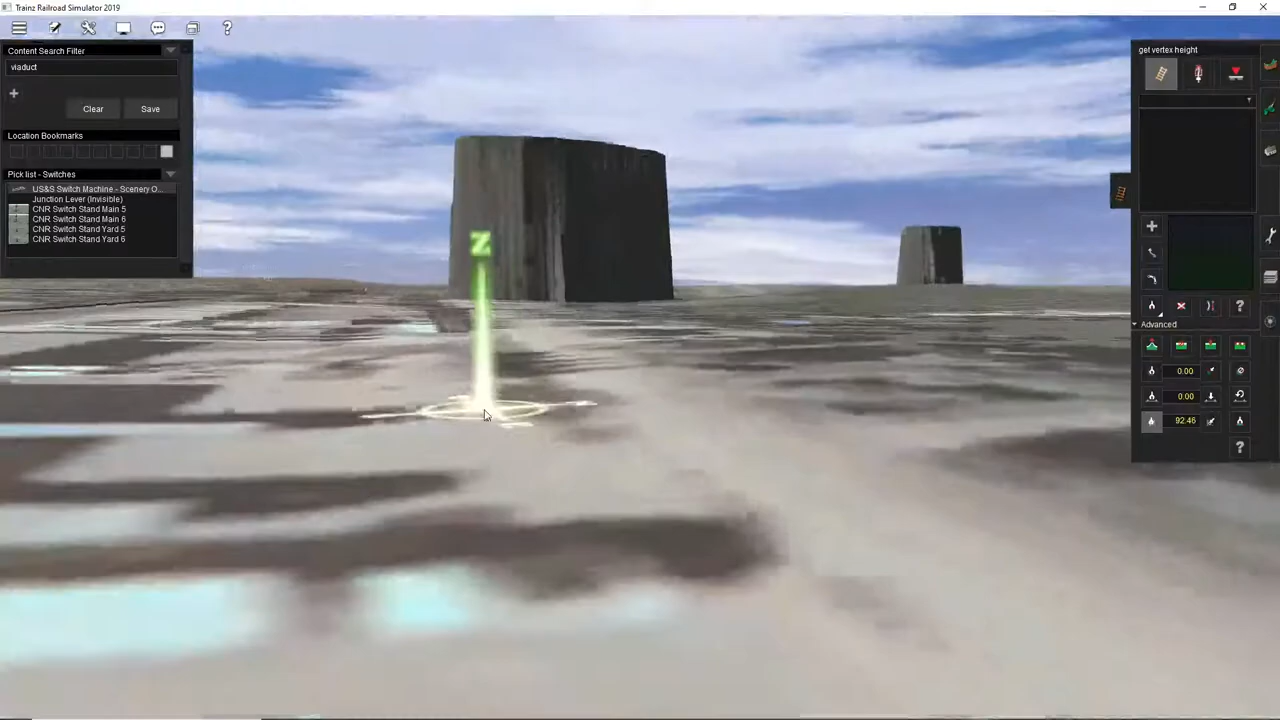 Trainz Railroad Simulator 2019
Content Search Filter
viaduct
Clear
Save
Location Bookmarks
Pick list - Switches
US&S Switch Machine - Scenery O...
Junction Lever (Invisible)
CNR Switch Stand Main 5
CNR Switch Stand Main 6
CNR Switch Stand Yard 5
CNR Switch Stand Yard 6
Z
get vertex height
Advanced
0.00
0.00
92.46